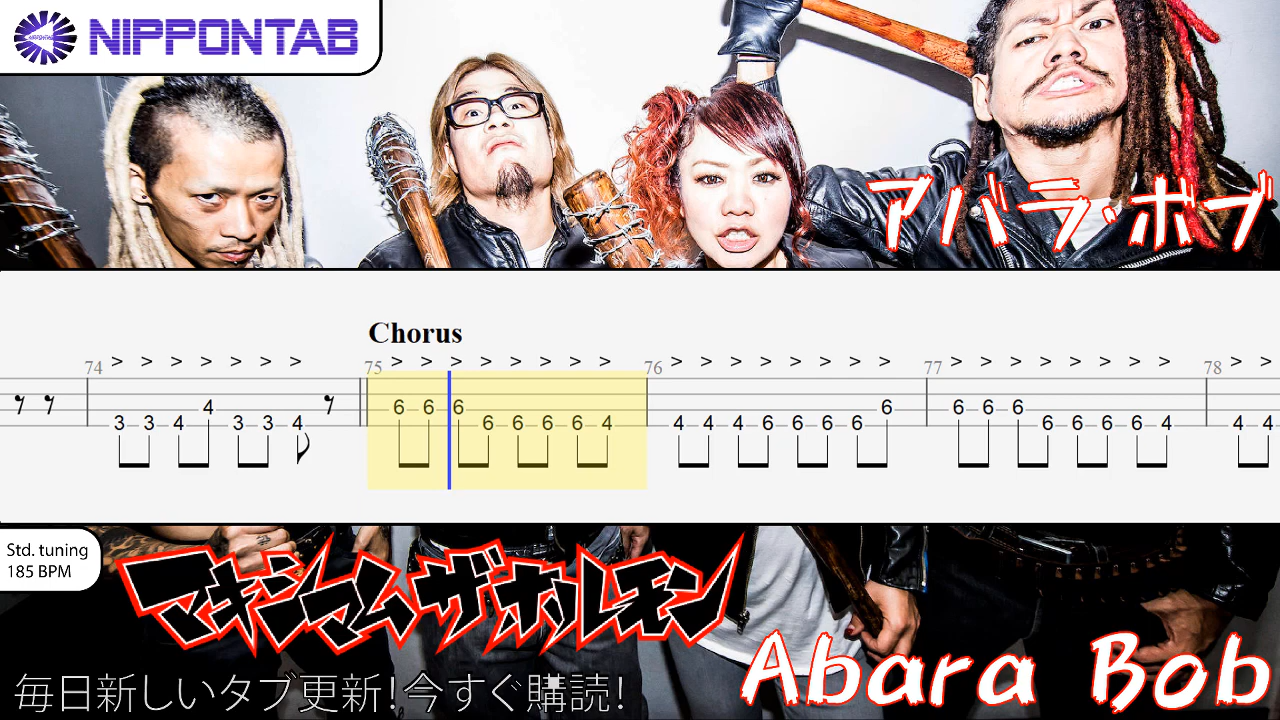 NIPPONTAB
アバラ・ボブ
Chorus
74 75 76 77 78
> > > > > > > > > > > > > > > > > > > > > > > > > > > > > > > > >
3 3 4 4 3 3 4 6 6 6 6 6 6 6 4 4 4 4 6 6 6 6 6 6 6 6 6 6 6 6 4 4 4
Std. tuning
185 BPM
マキシマム ザ ホルモン
Abara Bob
毎日新しいタブ更新！今すぐ購読！